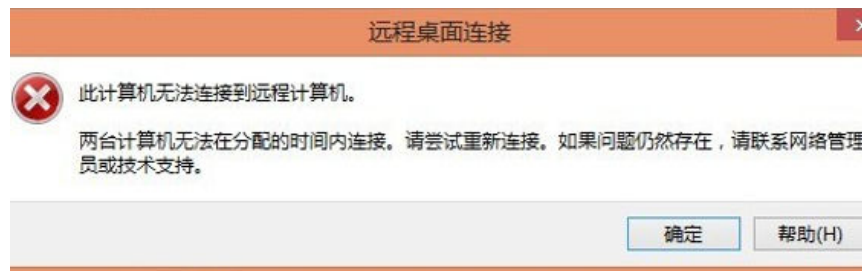 远程桌面连接
此计算机无法连接到远程计算机。
两台计算机无法在分配的时间内连接。请尝试重新连接。如果问题仍然存在，请联系网络管理
员或技术支持。
确定
帮助(H)